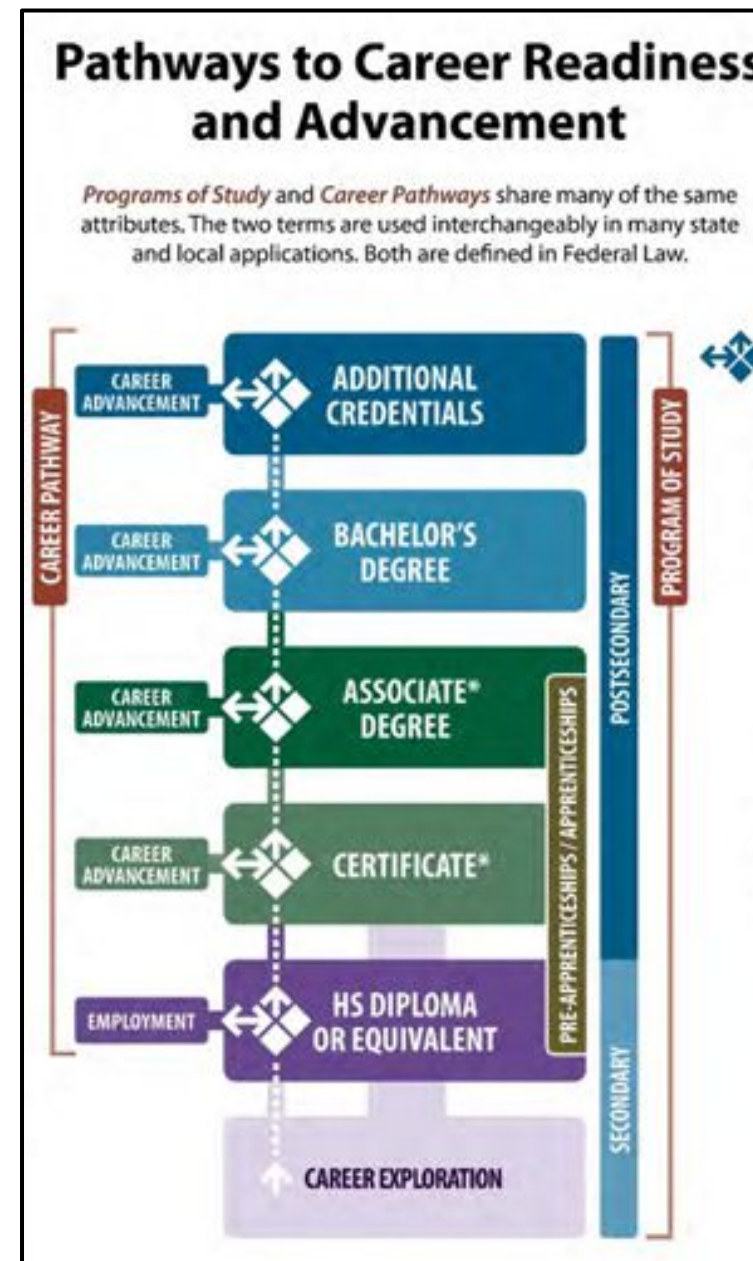 Pathways to Career Readiness
and Advancement
Programs of Study and Career Pathways share many of the same
attributes. The two terms are used interchangeably in many state
and local applications. Both are defined in Federal Law.
CAREER PATHWAY
CAREER
ADVANCEMENT
ADDITIONAL
CREDENTIALS
CAREER
ADVANCEMENT
BACHELOR'S
DEGREE
CAREER
ADVANCEMENT
ASSOCIATE*
DEGREE
CAREER
ADVANCEMENT
CERTIFICATE*
EMPLOYMENT
HS DIPLOMA
OR EQUIVALENT
CAREER EXPLORATION
PRE-APPRENTICESHIPS / APPRENTICESHIPS
POSTSECONDARY
SECONDARY
PROGRAM OF STUDY